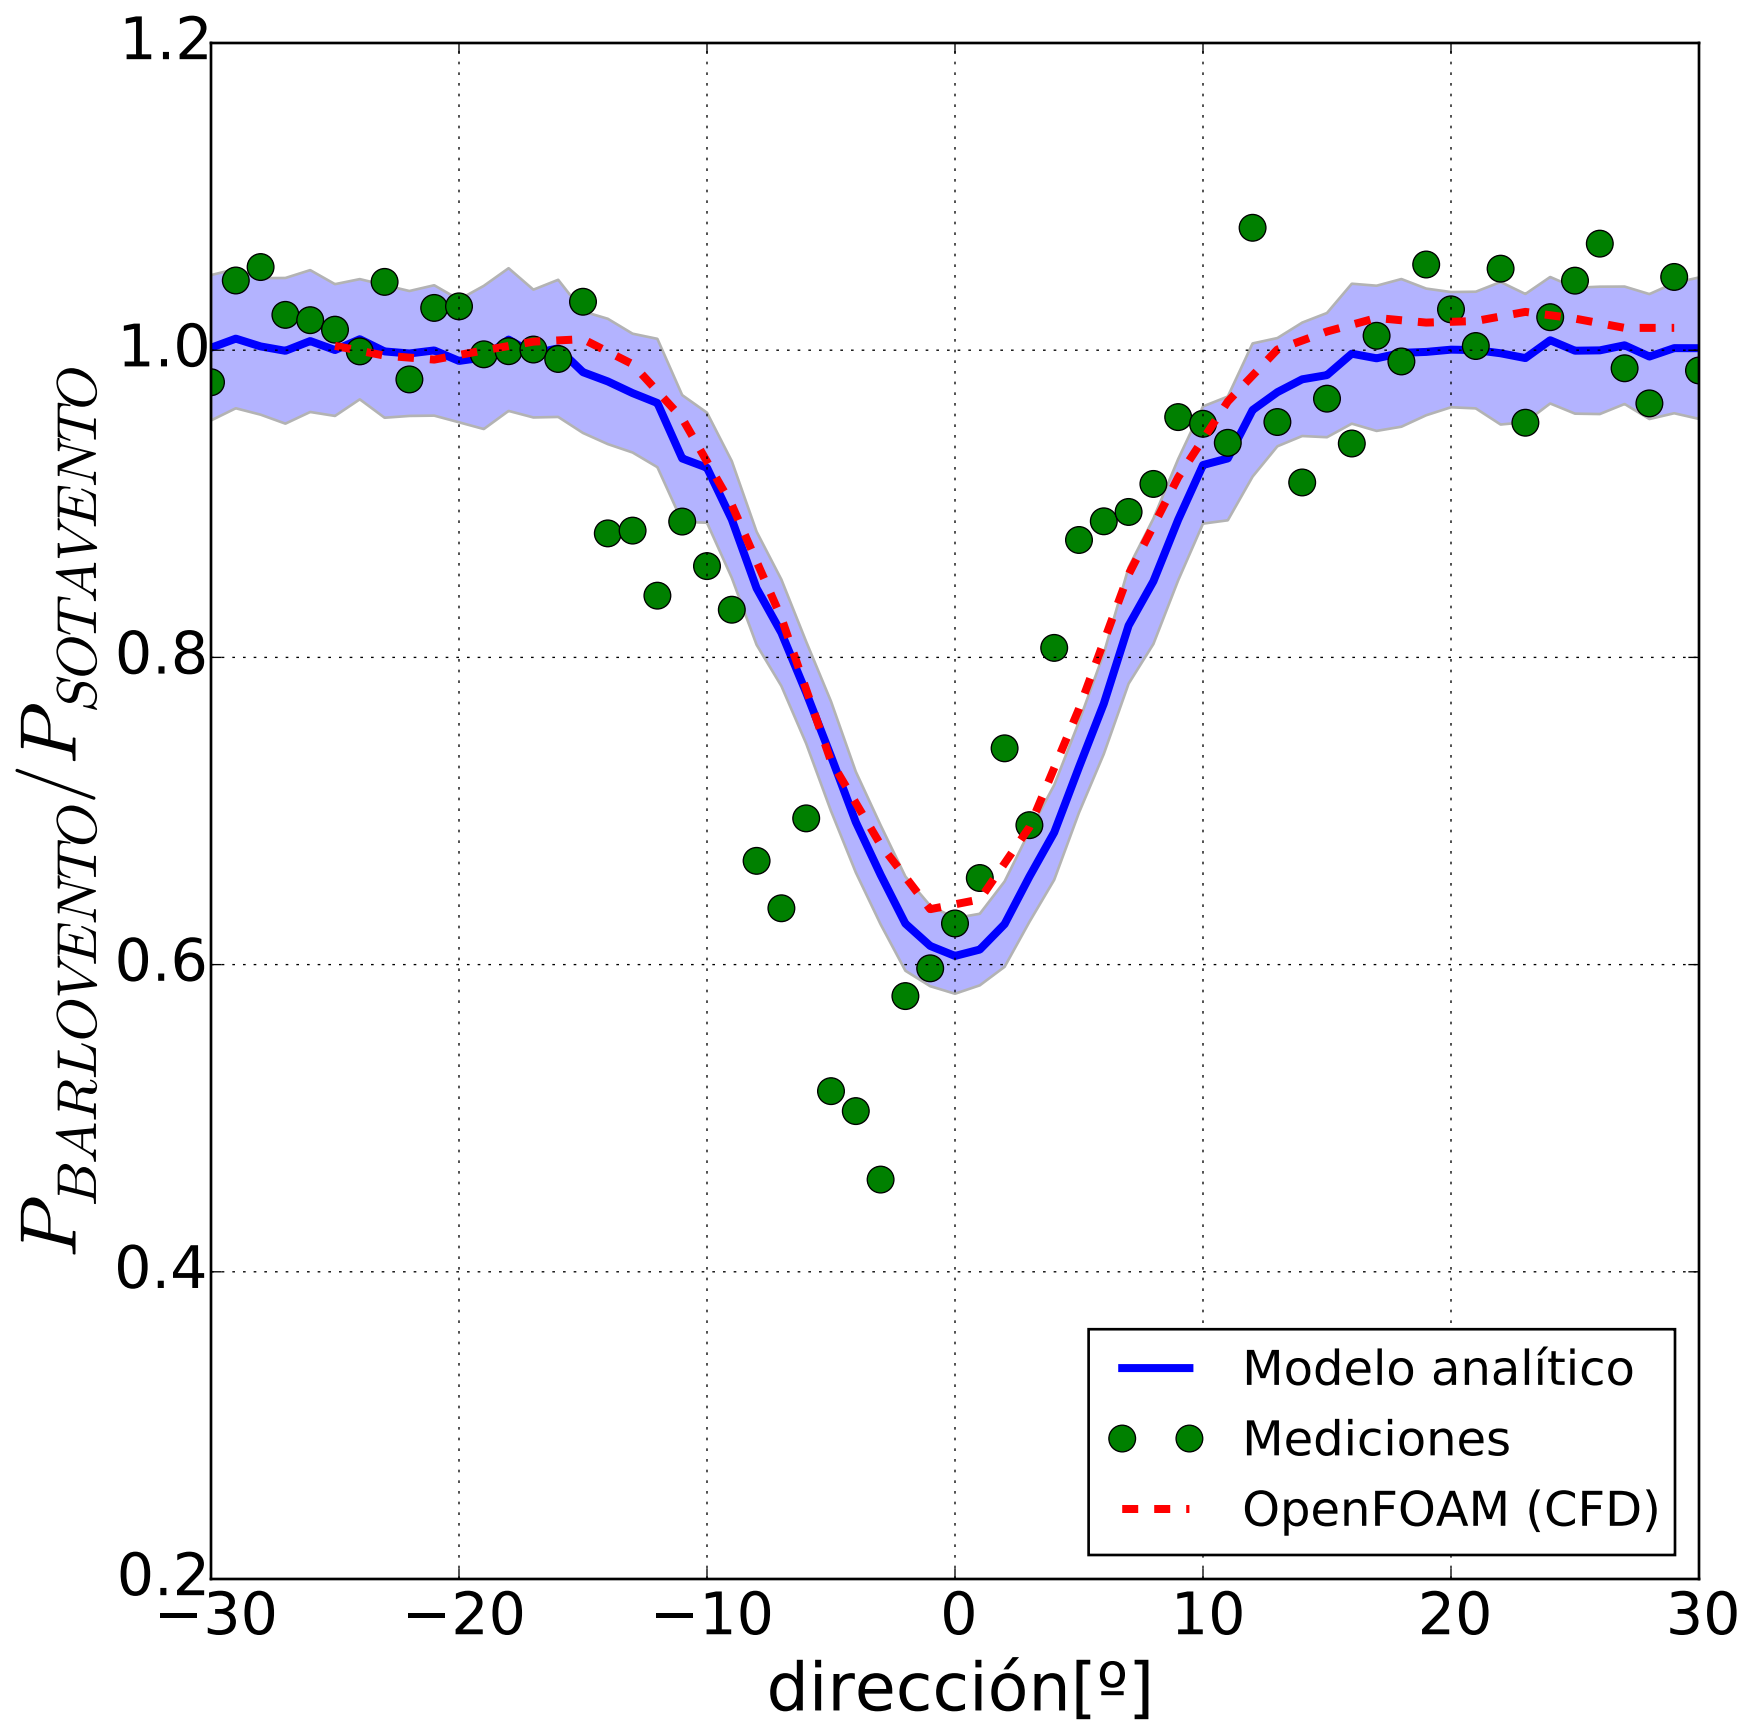 P_BARLOVENTO / P_SOTAVENTO
1.2
1.0
0.8
0.6
0.4
0.2
−30 −20 −10 0 10 20 30
dirección[º]
Modelo analítico
Mediciones
OpenFOAM (CFD)